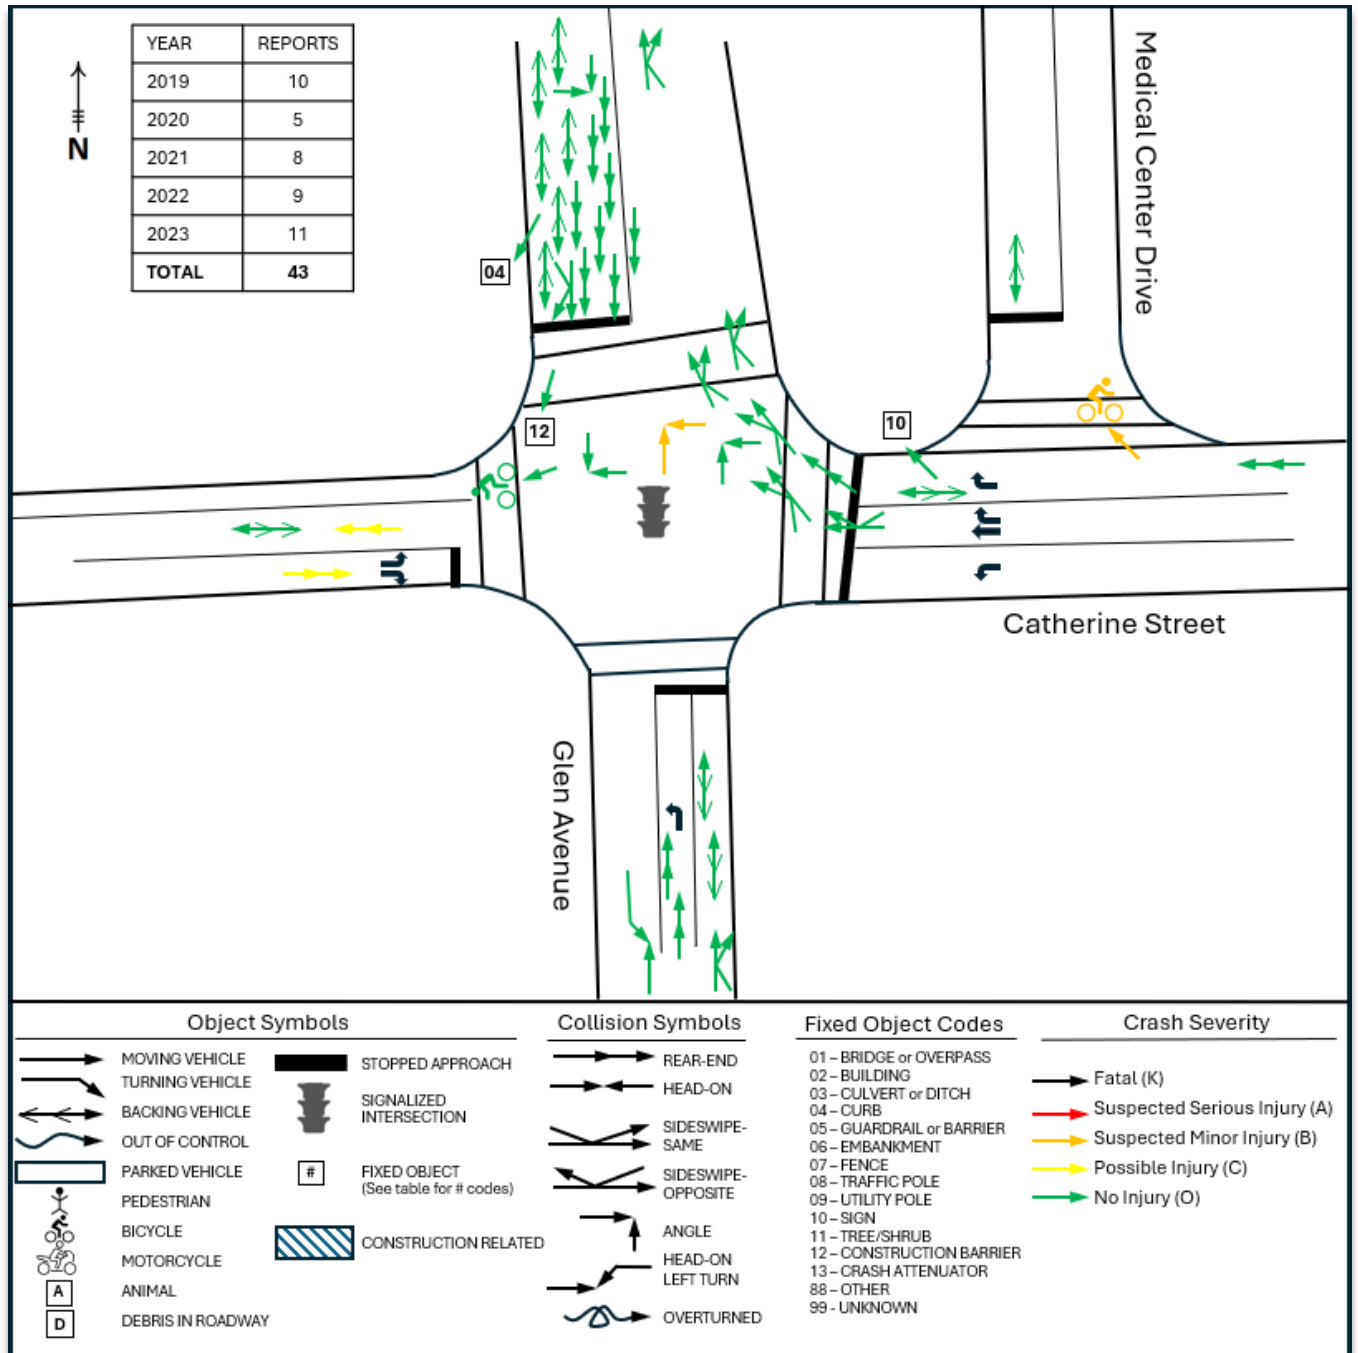 YEAR REPORTS
2019 10
2020 5
2021 8
2022 9
2023 11
TOTAL 43
N
Medical Center Drive
04
12
10
Catherine Street
Glen Avenue
Object Symbols
MOVING VEHICLE
TURNING VEHICLE
BACKING VEHICLE
OUT OF CONTROL
PARKED VEHICLE
PEDESTRIAN
BICYCLE
MOTORCYCLE
A ANIMAL
D DEBRIS IN ROADWAY
STOPPED APPROACH
SIGNALIZED
INTERSECTION
# FIXED OBJECT
(See table for # codes)
CONSTRUCTION RELATED
Collision Symbols
REAR-END
HEAD-ON
SIDESWIPE-
SAME
SIDESWIPE-
OPPOSITE
ANGLE
HEAD-ON
LEFT TURN
OVERTURNED
Fixed Object Codes
01 – BRIDGE or OVERPASS
02 – BUILDING
03 – CULVERT or DITCH
04 – CURB
05 – GUARDRAIL or BARRIER
06 – EMBANKMENT
07 – FENCE
08 – TRAFFIC POLE
09 – UTILITY POLE
10 – SIGN
11 – TREE/SHRUB
12 – CONSTRUCTION BARRIER
13 – CRASH ATTENUATOR
88 – OTHER
99 - UNKNOWN
Crash Severity
Fatal (K)
Suspected Serious Injury (A)
Suspected Minor Injury (B)
Possible Injury (C)
No Injury (O)